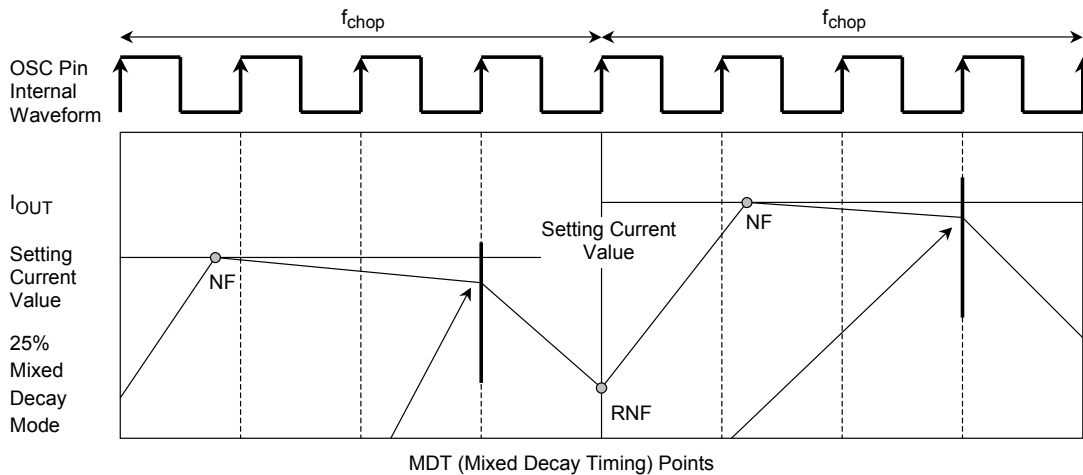 fchop
fchop
OSC Pin
Internal
Waveform
IOUT
Setting
Current
Value
NF
Setting Current
Value
NF
25%
Mixed
Decay
Mode
RNF
MDT (Mixed Decay Timing) Points